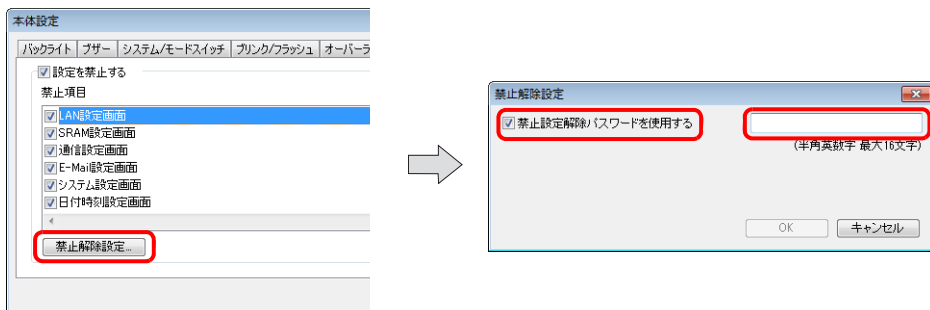 本体設定
バックライト ブザー システム/モードスイッチ ブリンク/フラッシュ オーバーラ
設定を禁止する
禁止項目
LAN設定画面
SRAM設定画面
通信設定画面
E-Mail設定画面
システム設定画面
日付時刻設定画面
禁止解除設定...
禁止解除設定
禁止設定解除パスワードを使用する
(半角英数字 最大16文字)
OK キャンセル